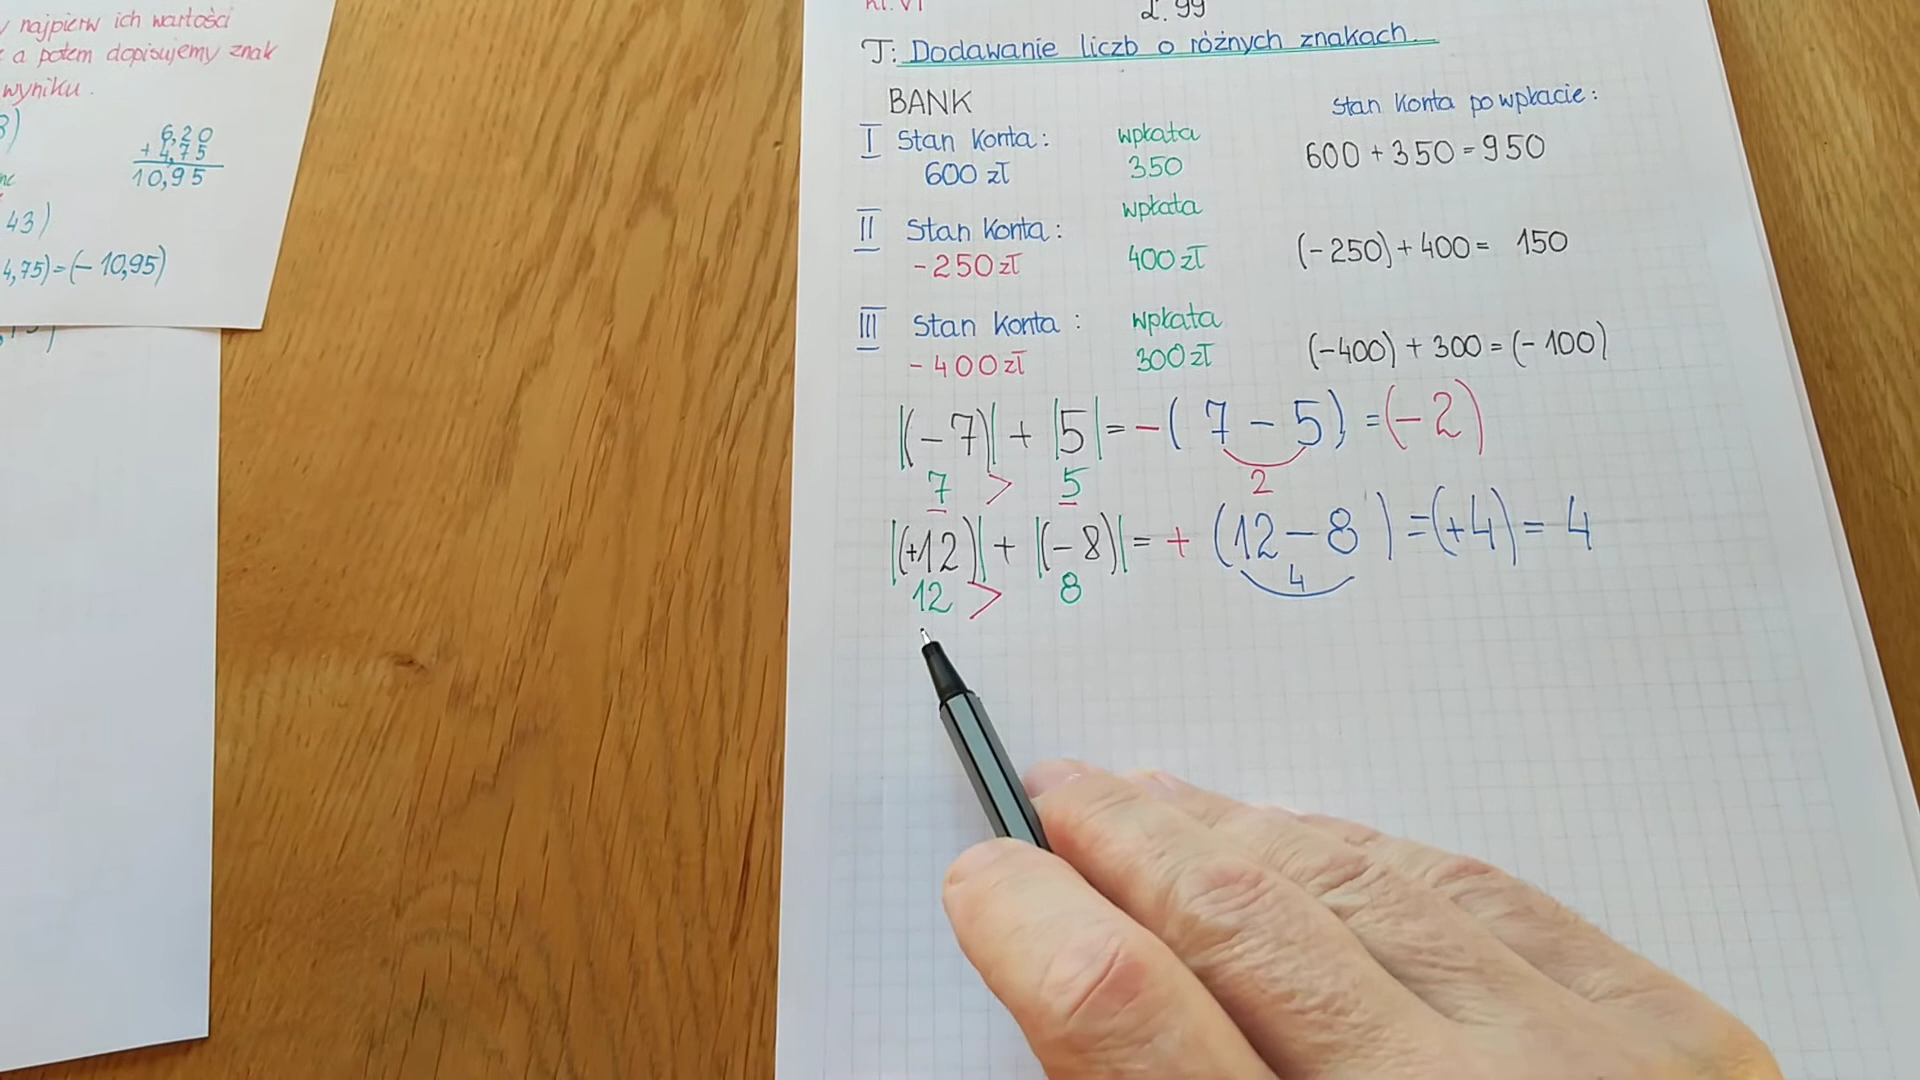 najpierw ich wartości
a potem dopisujemy znak
wyniku.
6,20
+ 4,75
10,95
43)
4,75)=(-10,95)
kl. VI
L. 99
T: Dodawanie liczb o różnych znakach.
BANK
Stan konta po wpłacie:
I Stan konta: wpłata
600 zł 350 600 + 350 = 950
II Stan konta: wpłata
-250 zł 400 zł (-250) + 400 = 150
III Stan konta: wpłata
-400 zł 300 zł (-400) + 300 = (-100)
|(-7)| + |5| = -(7 - 5) = (-2)
7 > 5 2
|(+12)| + |(-8)| = + (12 - 8) = (+4) = 4
12 > 8 4